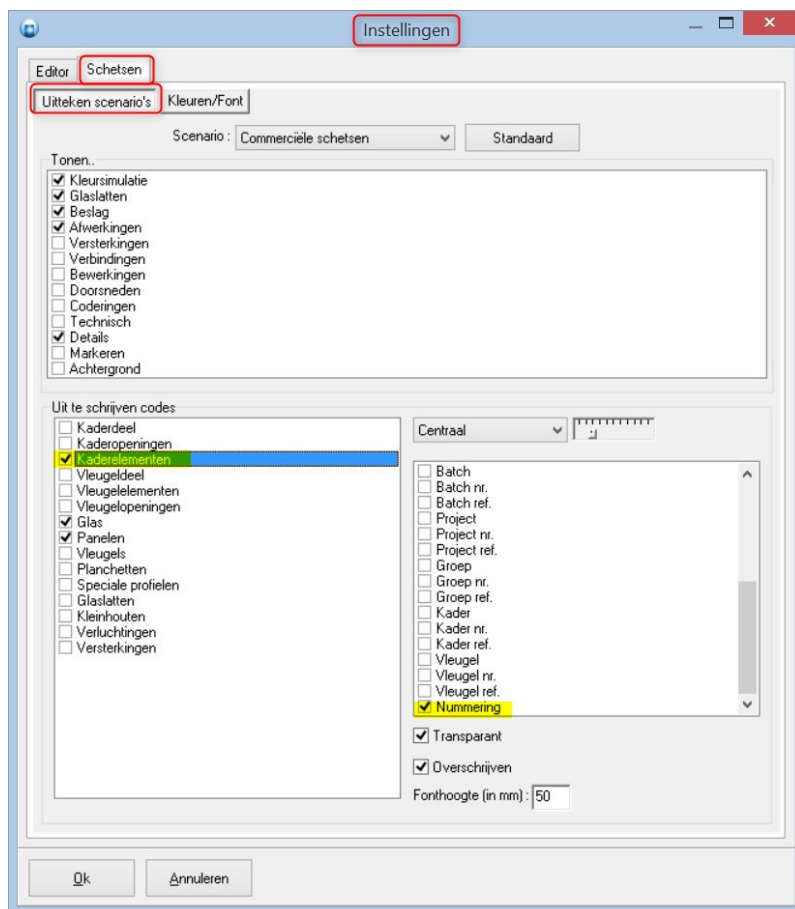 Instellingen
Editor Schetsen
Uitteken scenario's Kleuren/Font
Scenario : Commerciële schetsen Standaard
Tonen..
Kleursimulatie
Glaslatten
Beslag
Afwerkingen
Versterkingen
Verbindingen
Bewerkingen
Doorsneden
Coderingen
Technisch
Details
Markeren
Achtergrond
Uit te schrijven codes
Kaderdeel
Kaderopeningen
Kaderelementen
Vleugeldeel
Vleugelelementen
Vleugelopeningen
Glas
Panelen
Vleugels
Planchetten
Speciale profielen
Glaslatten
Kleinhouten
Verluchtingen
Versterkingen
Centraal
Batch
Batch nr.
Batch ref.
Project
Project nr.
Project ref.
Groep
Groep nr.
Groep ref.
Kader
Kader nr.
Kader ref.
Vleugel
Vleugel nr.
Vleugel ref.
Nummering
Transparant
Overschrijven
Fonthoogte (in mm) : 50
Ok Annuleren